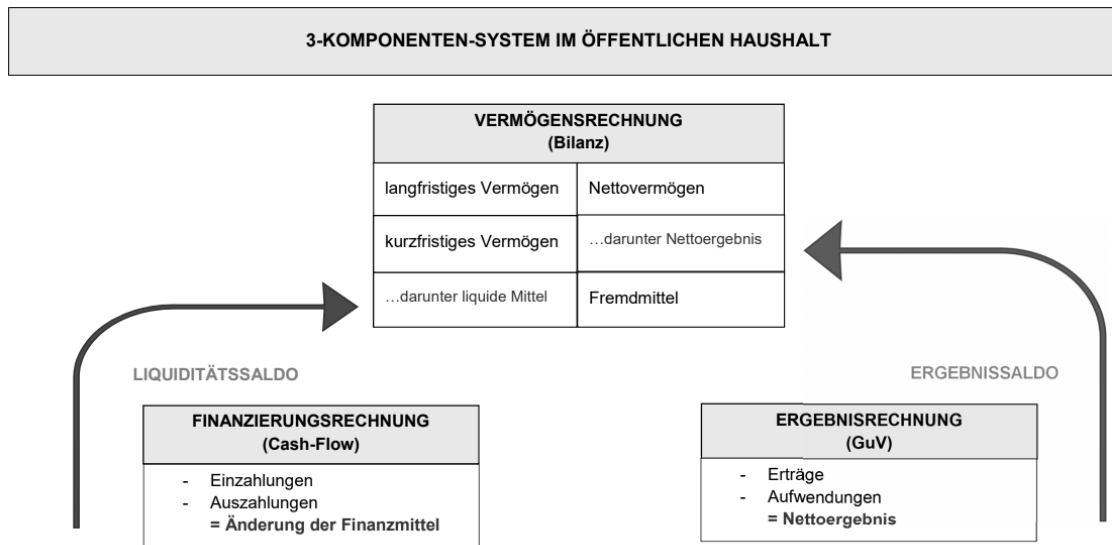 3-KOMPONENTEN-SYSTEM IM ÖFFENTLICHEN HAUSHALT
VERMÖGENSRECHNUNG
(Bilanz)
langfristiges Vermögen
Nettovermögen
kurzfristiges Vermögen
…darunter Nettoergebnis
…darunter liquide Mittel
Fremdmittel
LIQUIDITÄTSSALDO
ERGEBNISSALDO
FINANZIERUNGSRECHNUNG
(Cash-Flow)
- Einzahlungen
- Auszahlungen
= Änderung der Finanzmittel
ERGEBNISRECHNUNG
(GuV)
- Erträge
- Aufwendungen
= Nettoergebnis